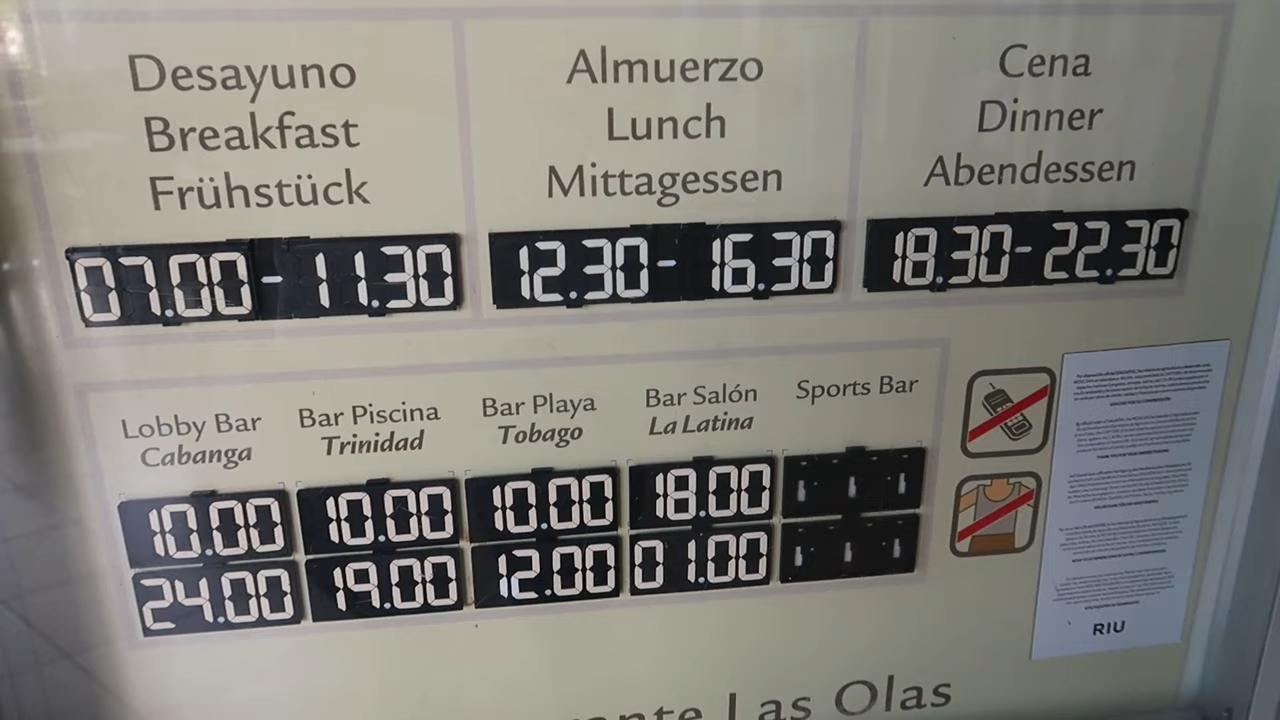 Desayuno
Breakfast
Frühstück
07.00 - 11.30
Almuerzo
Lunch
Mittagessen
12.30 - 16.30
Cena
Dinner
Abendessen
18.30 - 22.30
Lobby Bar
Cabanga
10.00
24.00
Bar Piscina
Trinidad
10.00
19.00
Bar Playa
Tobago
10.00
12.00
Bar Salón
La Latina
18.00
01.00
Sports Bar
RIU
Las Olas